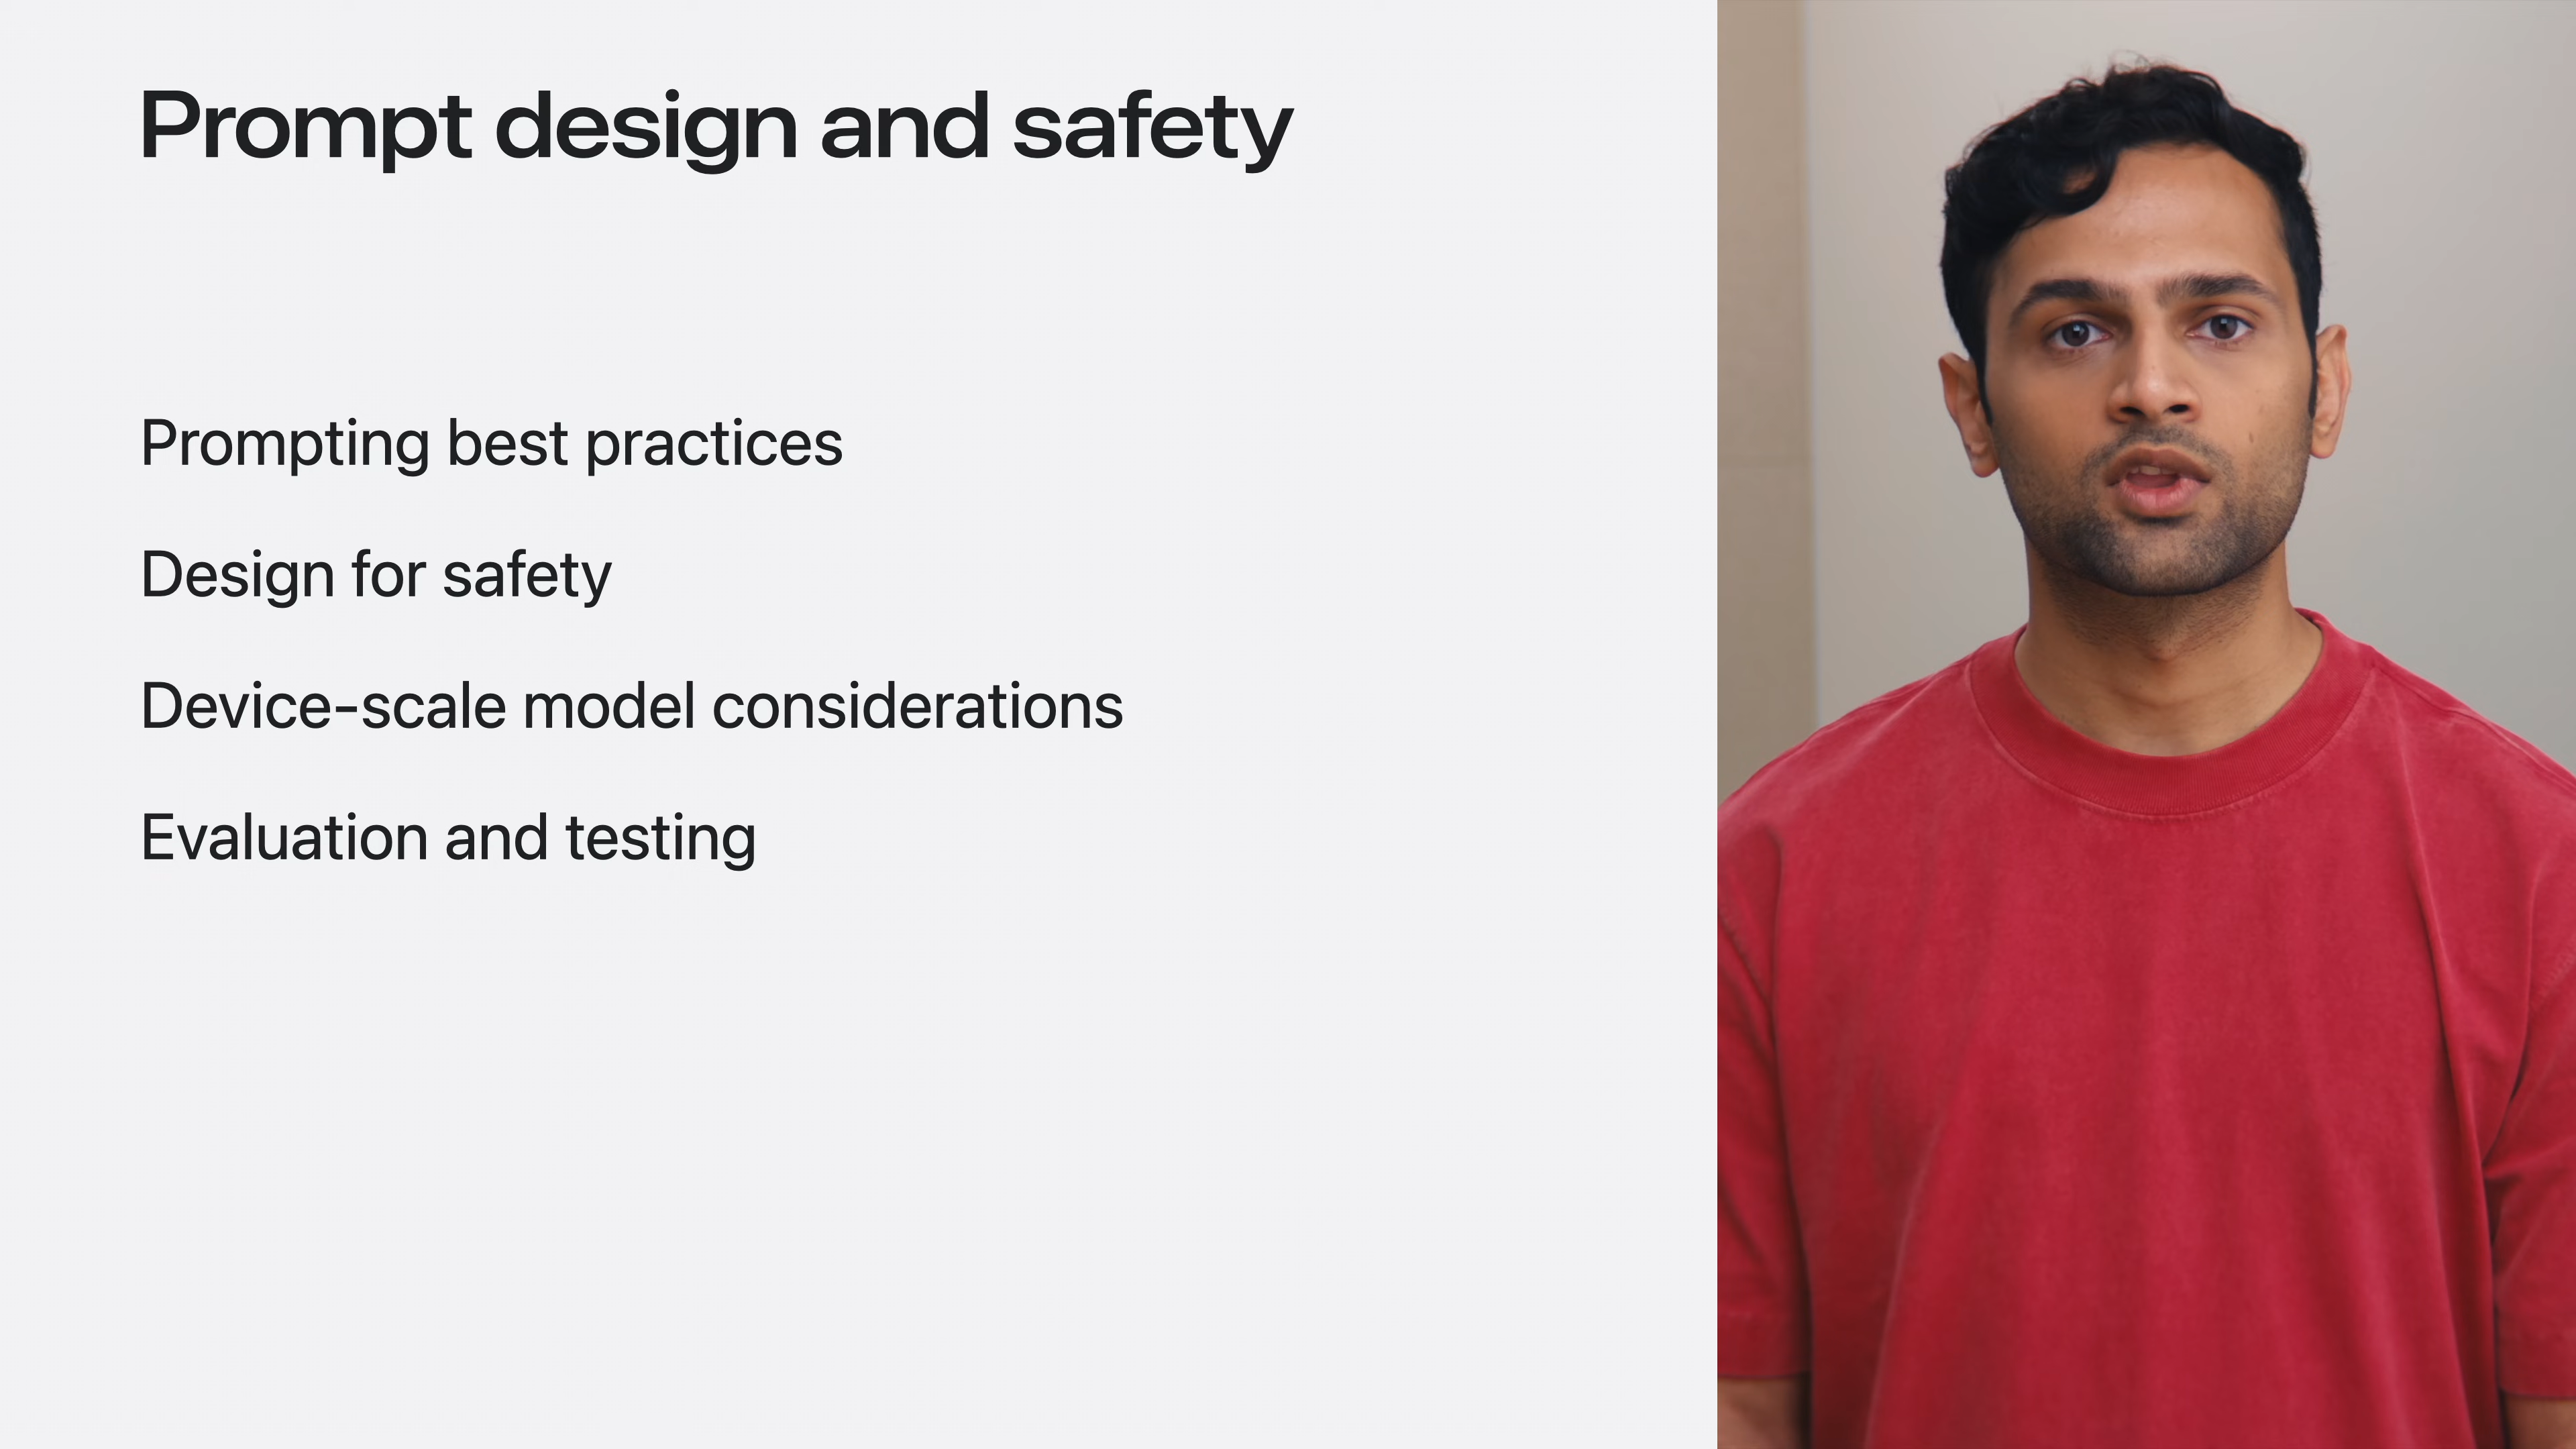 Prompt design and safety
Prompting best practices
Design for safety
Device-scale model considerations
Evaluation and testing